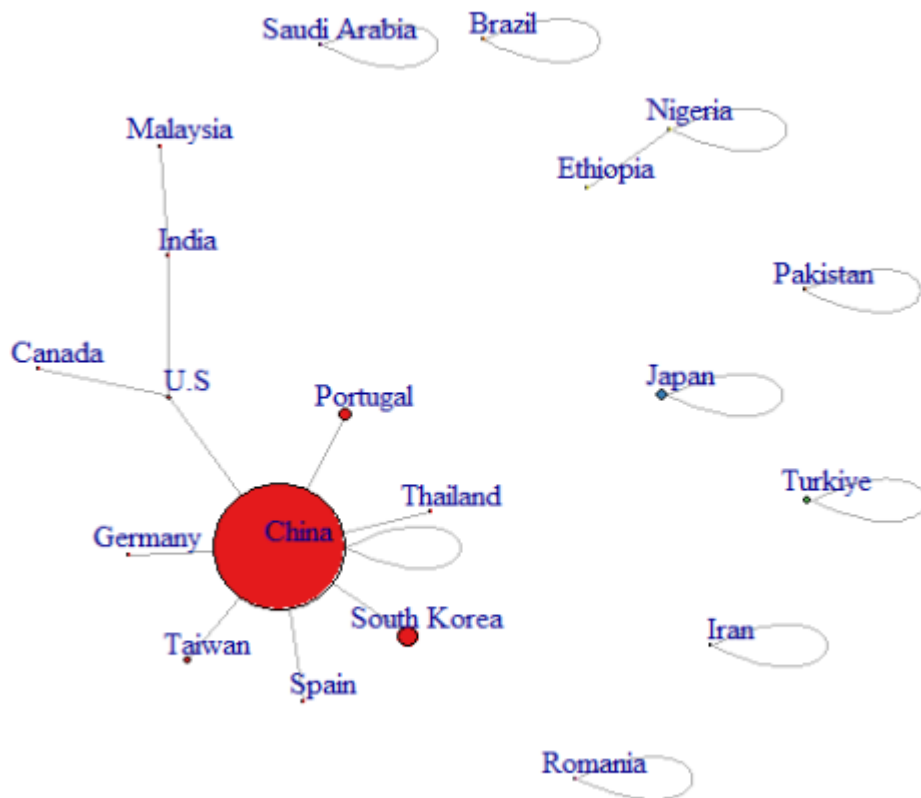 Saudi Arabia
Brazil
Malaysia
Nigeria
Ethiopia
India
Pakistan
Canada
U.S
Japan
Portugal
Turkiye
Thailand
China
Germany
South Korea
Iran
Taiwan
Spain
Romania